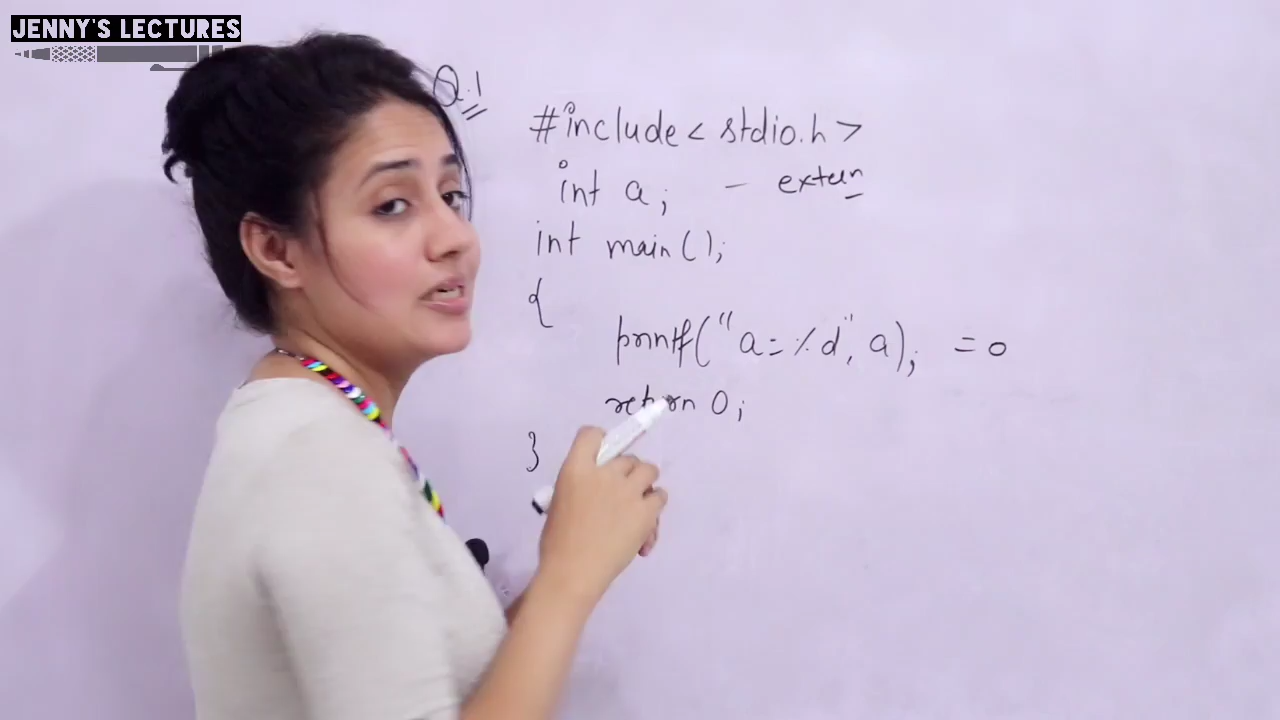 JENNY'S LECTURES
Q.1
#include< stdio.h >
int a; - extern
int main();
{
printf("a=%d", a); = 0
return 0;
}